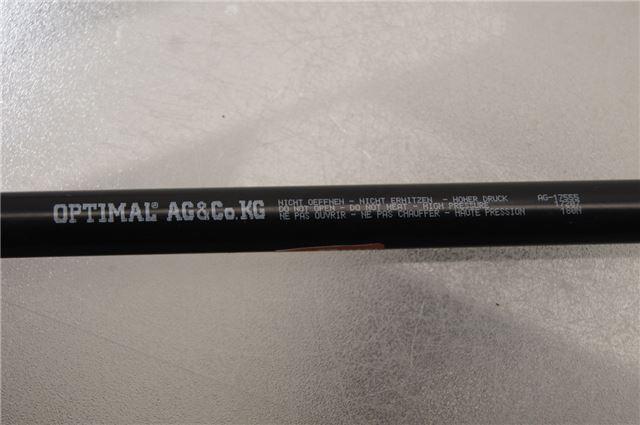 OPTIMAL® AG&Co.KG
NICHT OEFFNEN - NICHT ERHITZEN - HOHER DRUCK
DO NOT OPEN - DO NOT HEAT - HIGH PRESSURE
NE PAS OUVRIR - NE PAS CHAUFFER - HAUTE PRESSION
AG-17555
180N